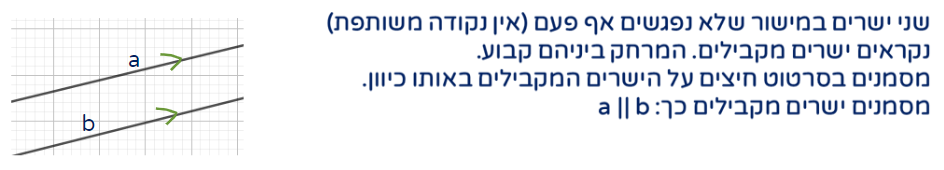 שני ישרים במישור שלא נפגשים אף פעם (אין נקודה משותפת)
נקראים ישרים מקבילים. המרחק ביניהם קבוע.
מסמנים בסרטוט חיצים על הישרים המקבילים באותו כיוון.
מסמנים ישרים מקבילים כך: a || b
a
b